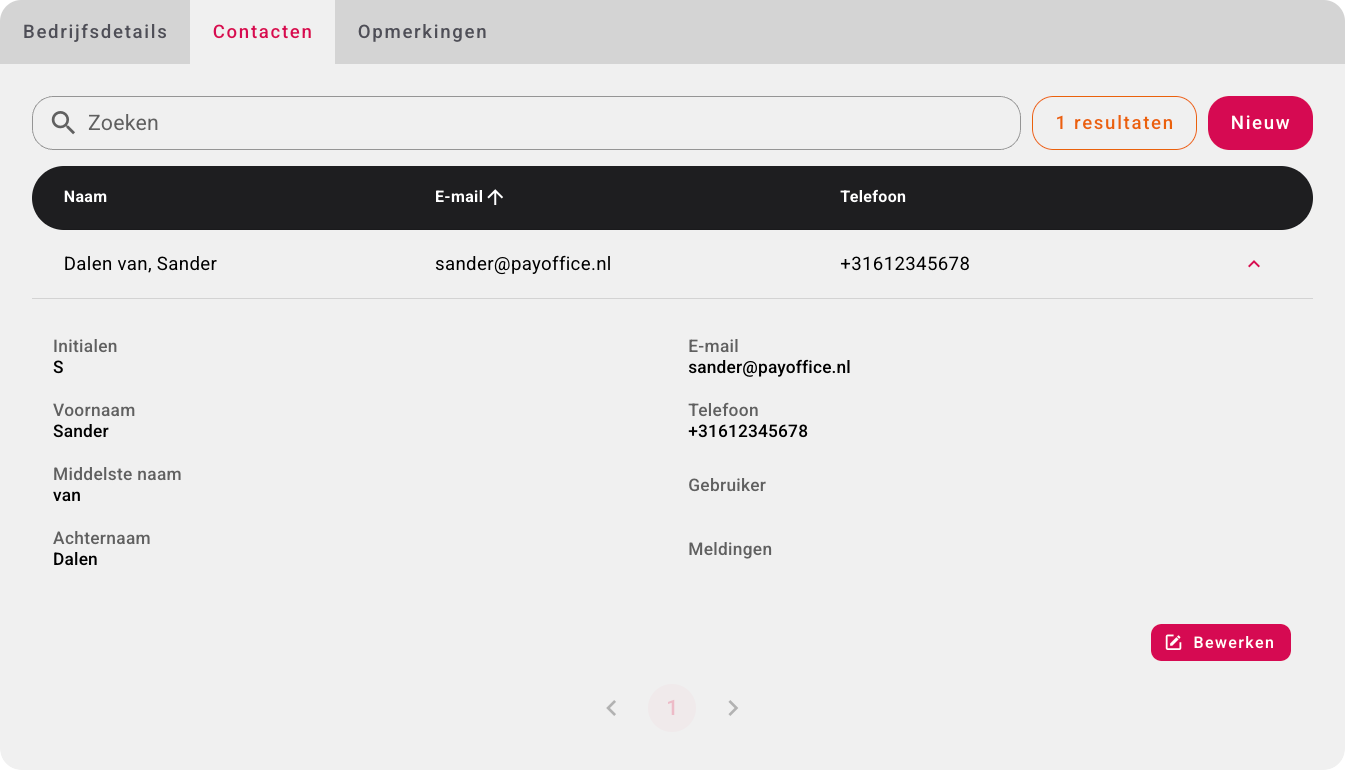 Bedrijfsdetails Contacten Opmerkingen
Zoeken 1 resultaten Nieuw
Naam E-mail Telefoon
Dalen van, Sander sander@payoffice.nl +31612345678
Initialen
S
Voornaam
Sander
Middelste naam
van
Achternaam
Dalen
E-mail
sander@payoffice.nl
Telefoon
+31612345678
Gebruiker
Meldingen
Bewerken
1